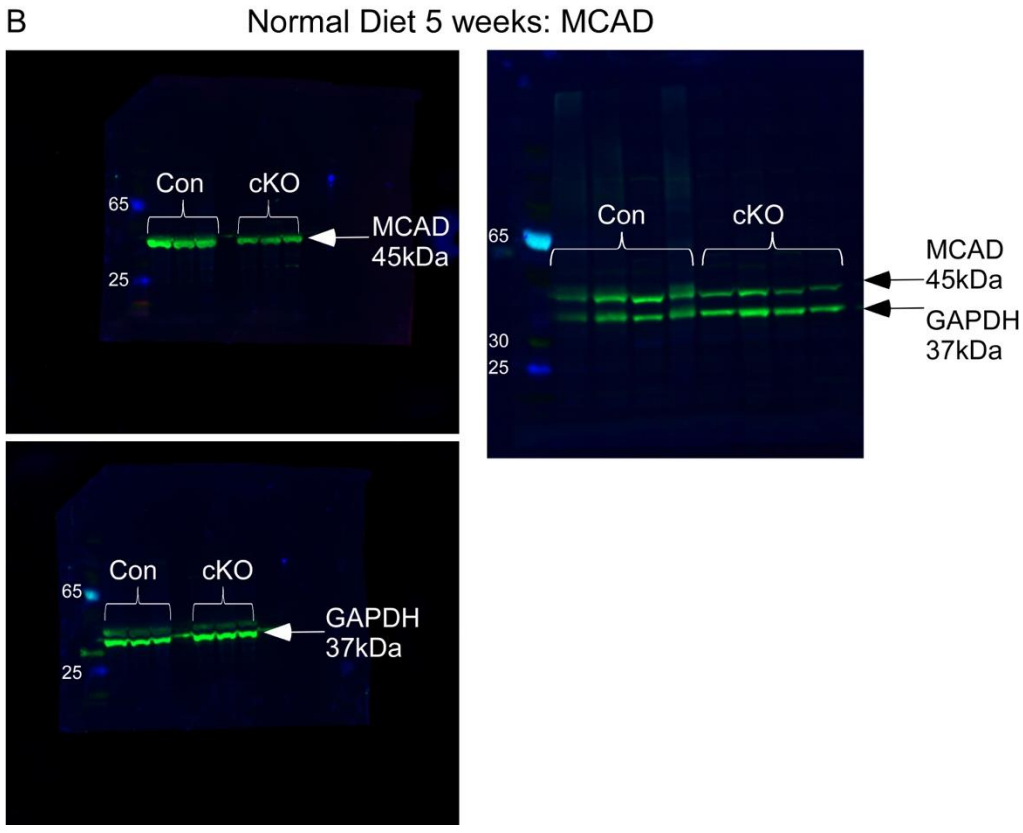 B
Normal Diet 5 weeks: MCAD
Con
cKO
65
25
MCAD
45kDa
Con
cKO
65
30
25
MCAD
45kDa
GAPDH
37kDa
Con
cKO
65
25
GAPDH
37kDa